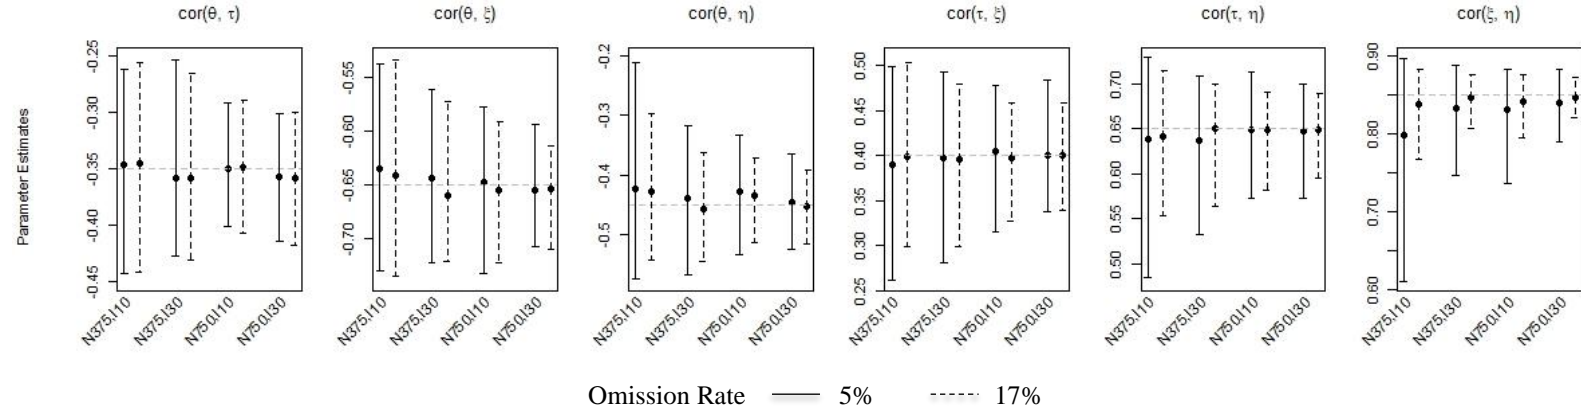 cor(θ, τ) cor(θ, ξ) cor(θ, η) cor(τ, ξ) cor(τ, η) cor(ξ, η)
Parameter Estimates
-0.25 -0.30 -0.35 -0.40 -0.45
-0.55 -0.60 -0.65 -0.70
-0.2 -0.3 -0.4 -0.5
0.50 0.45 0.40 0.35 0.30 0.25
0.70 0.65 0.60 0.55 0.50
0.90 0.80 0.70 0.60
N375,I10 N375,I30 N750,I10 N750,I30
N375,I10 N375,I30 N750,I10 N750,I30
N375,I10 N375,I30 N750,I10 N750,I30
N375,I10 N375,I30 N750,I10 N750,I30
N375,I10 N375,I30 N750,I10 N750,I30
N375,I10 N375,I30 N750,I10 N750,I30
Omission Rate 5% 17%